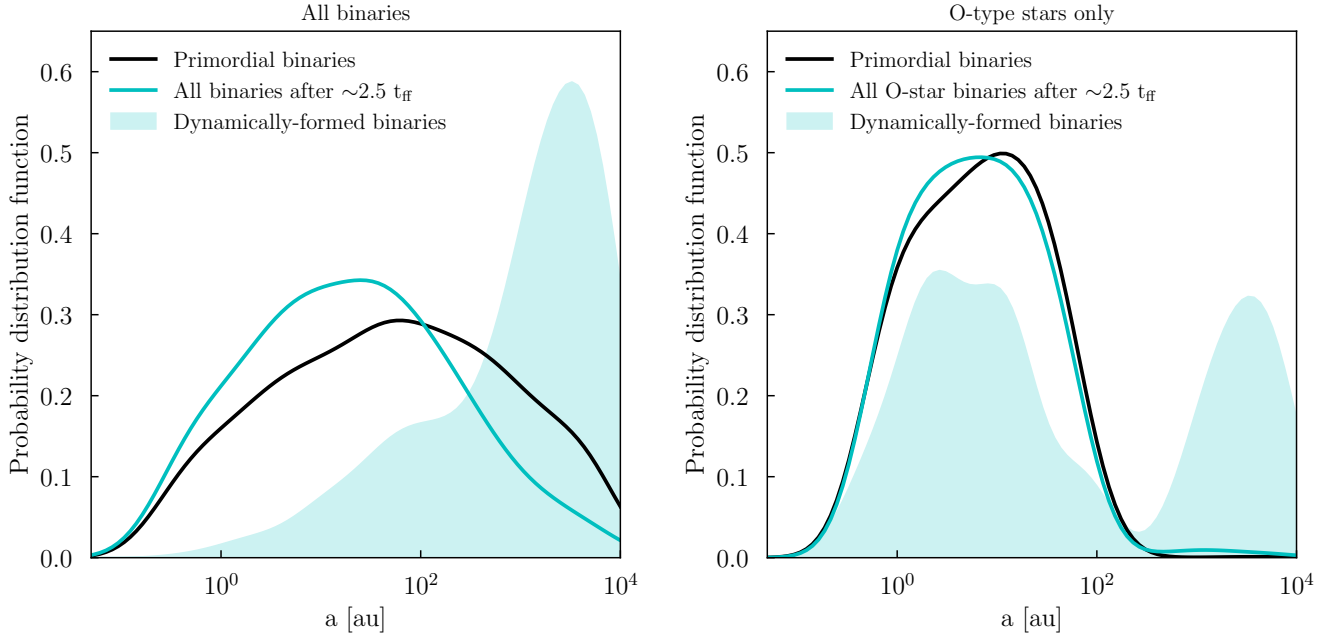 All binaries
Probability distribution function
0.6
0.5
0.4
0.3
0.2
0.1
0.0
Primordial binaries
All binaries after ∼2.5 t_ff
Dynamically-formed binaries
10^0
10^2
10^4
a [au]
O-type stars only
Probability distribution function
0.6
0.5
0.4
0.3
0.2
0.1
0.0
Primordial binaries
All O-star binaries after ∼2.5 t_ff
Dynamically-formed binaries
10^0
10^2
10^4
a [au]